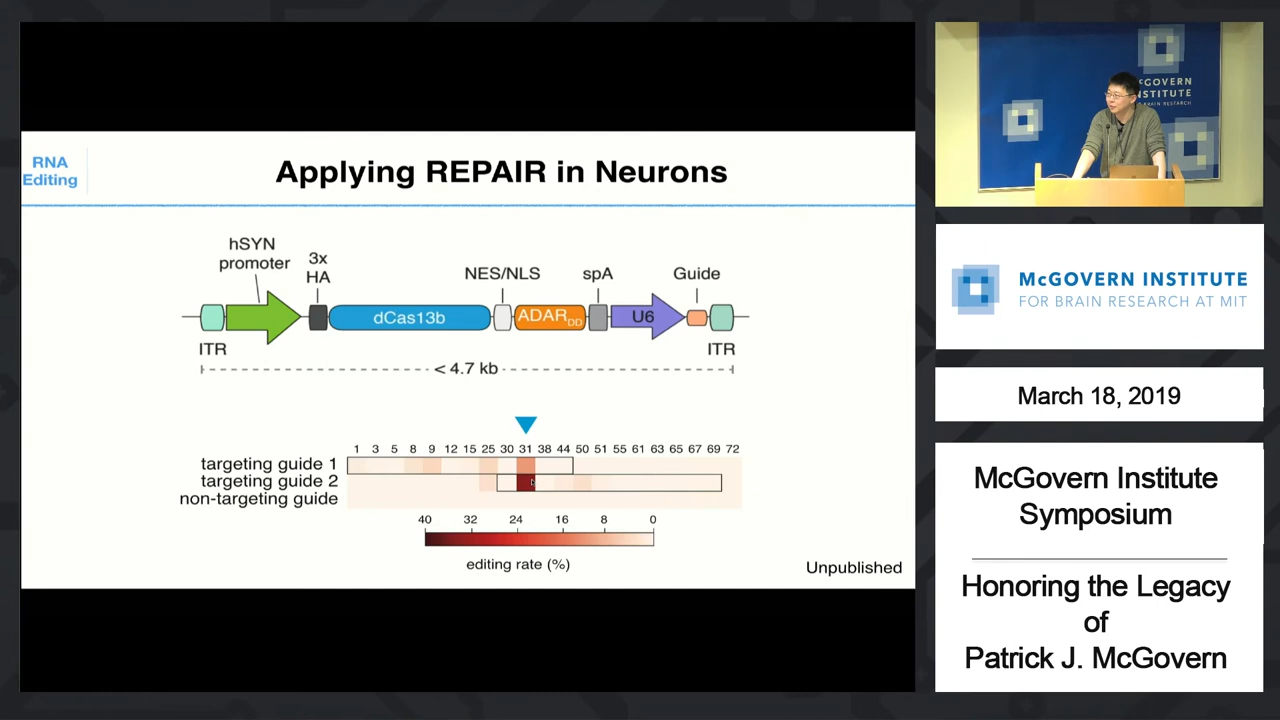 RNA
Editing
Applying REPAIR in Neurons
hSYN
promoter
3x
HA
NES/NLS
spA
Guide
dCas13b
ADAR DD
U6
ITR
ITR
< 4.7 kb
1 3 5 8 9 12 15 25 30 31 38 44 50 51 55 61 63 65 67 69 72
targeting guide 1
targeting guide 2
non-targeting guide
40 32 24 16 8 0
editing rate (%)
Unpublished
McGOVERN
INSTITUTE
FOR BRAIN RESEARCH AT MIT
March 18, 2019
McGovern Institute
Symposium
Honoring the Legacy
of
Patrick J. McGovern